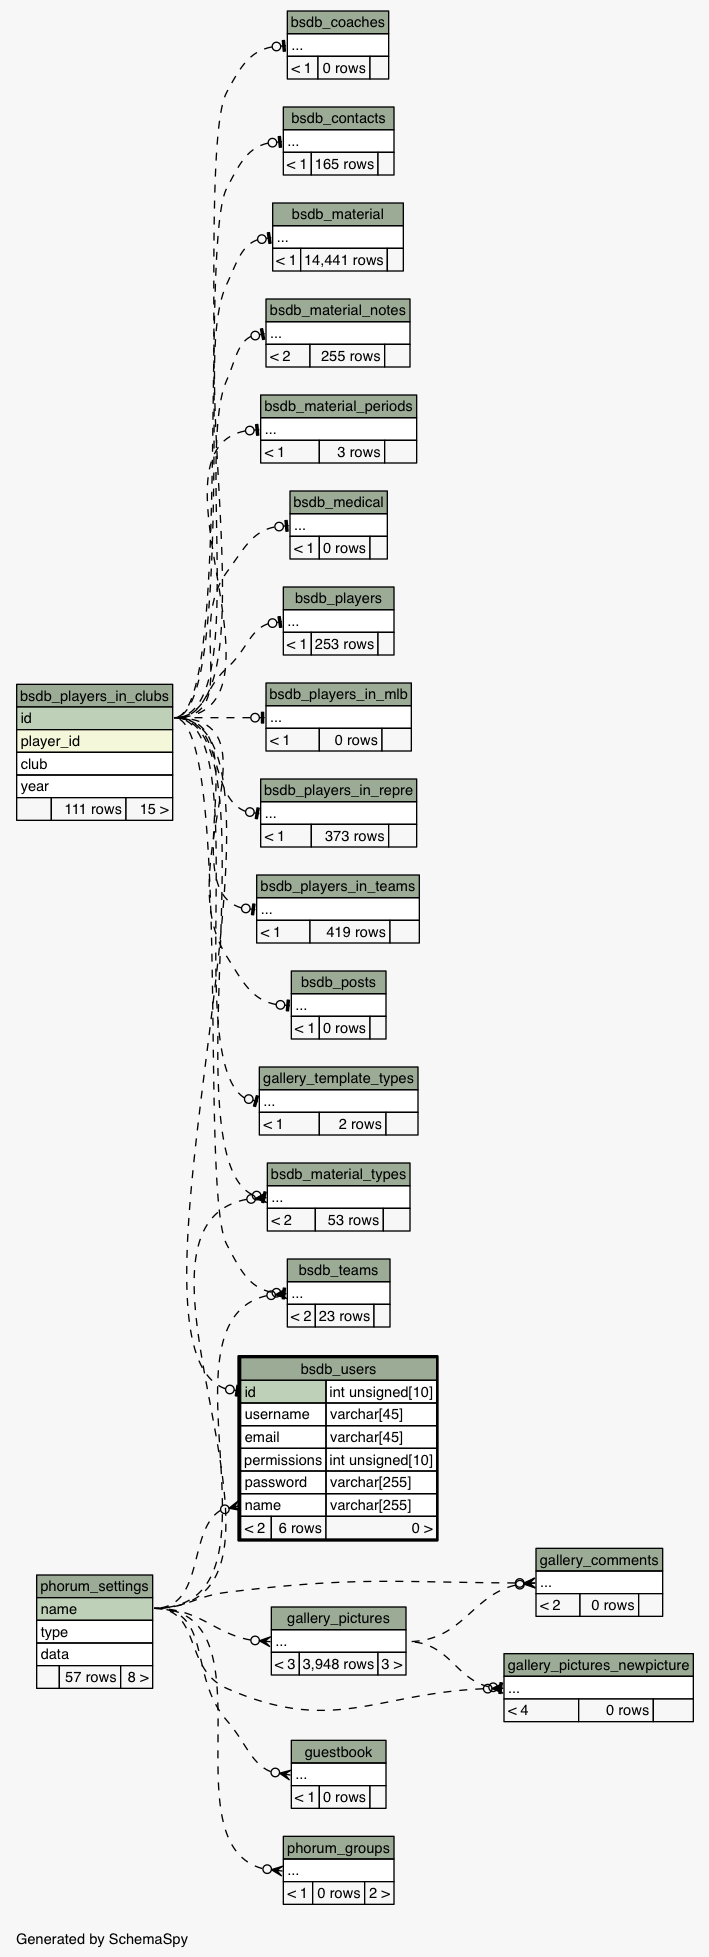 bsdb_coaches
...
< 1 0 rows
bsdb_contacts
...
< 1 165 rows
bsdb_material
...
< 1 14,441 rows
bsdb_material_notes
...
< 2 255 rows
bsdb_material_periods
...
< 1 3 rows
bsdb_medical
...
< 1 0 rows
bsdb_players
...
< 1 253 rows
bsdb_players_in_clubs
id
player_id
club
year
111 rows 15 >
bsdb_players_in_mlb
...
< 1 0 rows
bsdb_players_in_repre
...
< 1 373 rows
bsdb_players_in_teams
...
< 1 419 rows
bsdb_posts
...
< 1 0 rows
gallery_template_types
...
< 1 2 rows
bsdb_material_types
...
< 2 53 rows
bsdb_teams
...
< 2 23 rows
bsdb_users
id int unsigned[10]
username varchar[45]
email varchar[45]
permissions int unsigned[10]
password varchar[255]
name varchar[255]
< 2 6 rows 0 >
phorum_settings
name
type
data
57 rows 8 >
gallery_comments
...
< 2 0 rows
gallery_pictures
...
< 3 3,948 rows 3 >
gallery_pictures_newpicture
...
< 4 0 rows
guestbook
...
< 1 0 rows
phorum_groups
...
< 1 0 rows 2 >
Generated by SchemaSpy